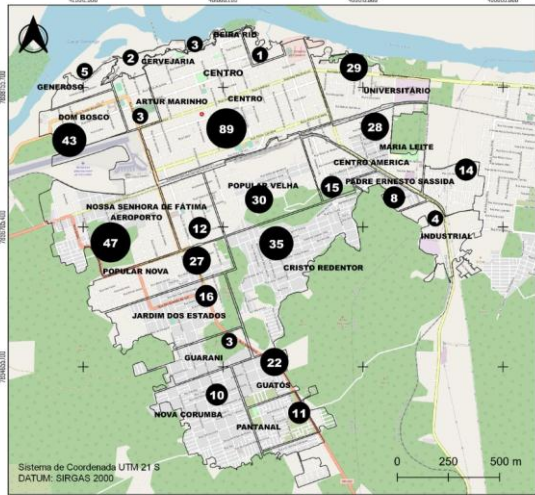 BEIRA RIO
3
1
2
CERVEJARIA
CENTRO
29
5
GENEROSO
UNIVERSITÁRIO
ARTUR MARINHO
CENTRO
DOM BOSCO
3
89
28
43
MARIA LEITE
CENTRO AMERICA
14
PADRE ERNESTO SASSIDA
POPULAR VELHA
15
8
30
NOSSA SENHORA DE FÁTIMA
AEROPORTO
4
12
INDUSTRIAL
47
35
27
CRISTO REDENTOR
POPULAR NOVA
16
JARDIM DOS ESTADOS
3
GUARANI
22
GUATÓS
10
NOVA CORUMBA
11
PANTANAL
Sistema de Coordenada UTM 21 S
DATUM: SIRGAS 2000
0 250 500 m